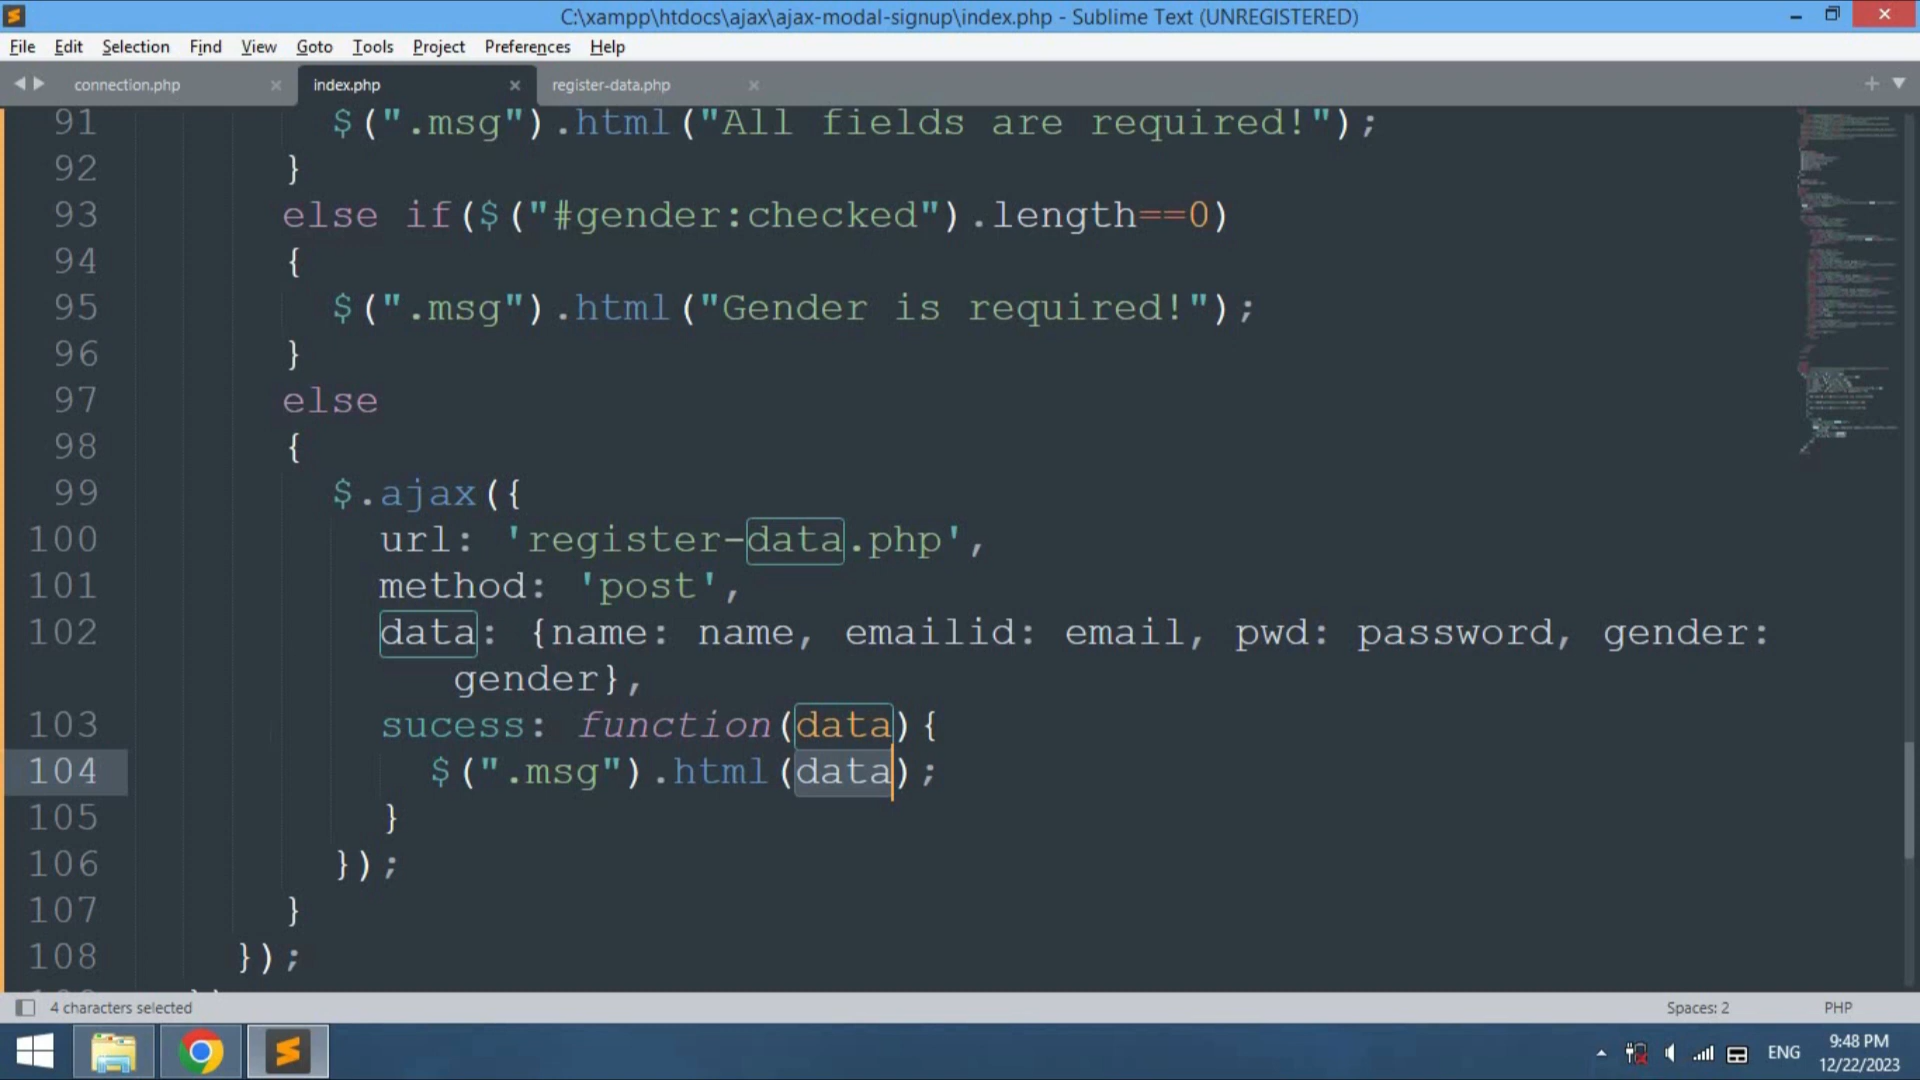 C:\xampp\htdocs\ajax\ajax-modal-signup\index.php - Sublime Text (UNREGISTERED)
File Edit Selection Find View Goto Tools Project Preferences Help
connection.php index.php register-data.php
91 $(".msg").html("All fields are required!");
92 }
93 else if($("#gender:checked").length==0)
94 {
95 $(".msg").html("Gender is required!");
96 }
97 else
98 {
99 $.ajax({
100 url: 'register-data.php',
101 method: 'post',
102 data: {name: name, emailid: email, pwd: password, gender:
gender},
103 sucess: function(data){
104 $(".msg").html(data);
105 }
106 });
107 }
108 });
4 characters selected Spaces: 2 PHP
ENG 9:48 PM
12/22/2023